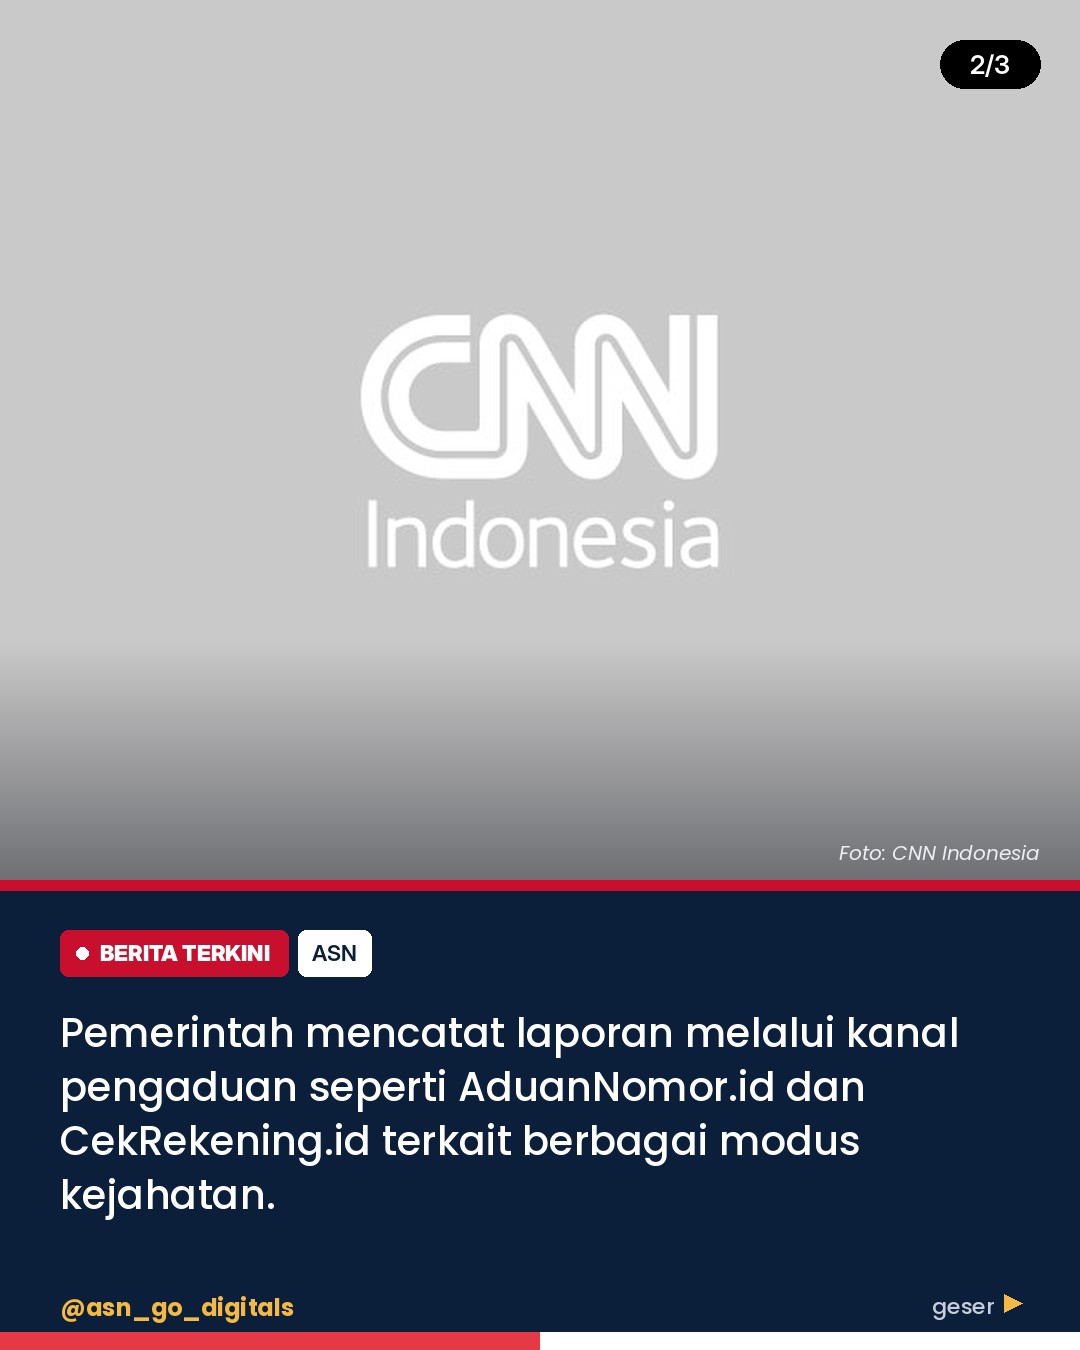 2/3
CNN
Indonesia
Foto: CNN Indonesia
BERITA TERKINI
ASN
Pemerintah mencatat laporan melalui kanal
pengaduan seperti AduanNomor.id dan
CekRekening.id terkait berbagai modus
kejahatan.
@asn_go_digitals
geser